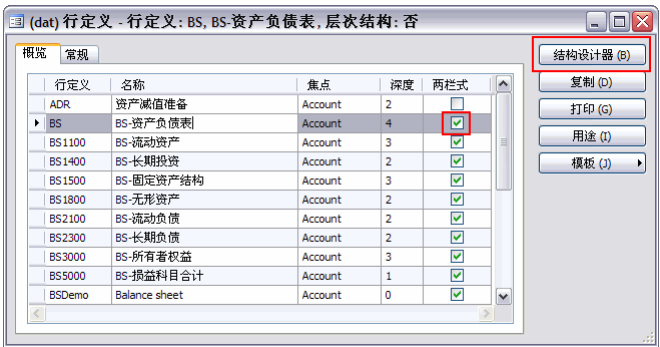 (dat) 行定义 - 行定义: BS, BS-资产负债表, 层次结构: 否
概览 常规
行定义 名称 焦点 深度 两栏式
ADR 资产减值准备 Account 2
BS BS-资产负债表 Account 4
BS1100 BS-流动资产 Account 3
BS1400 BS-长期投资 Account 2
BS1500 BS-固定资产结构 Account 3
BS1800 BS-无形资产 Account 2
BS2100 BS-流动负债 Account 2
BS2300 BS-长期负债 Account 2
BS3000 BS-所有者权益 Account 3
BS5000 BS-损益科目合计 Account 1
BSDemo Balance sheet Account 0
结构设计器 (B)
复制 (D)
打印 (G)
用途 (I)
模板 (J)